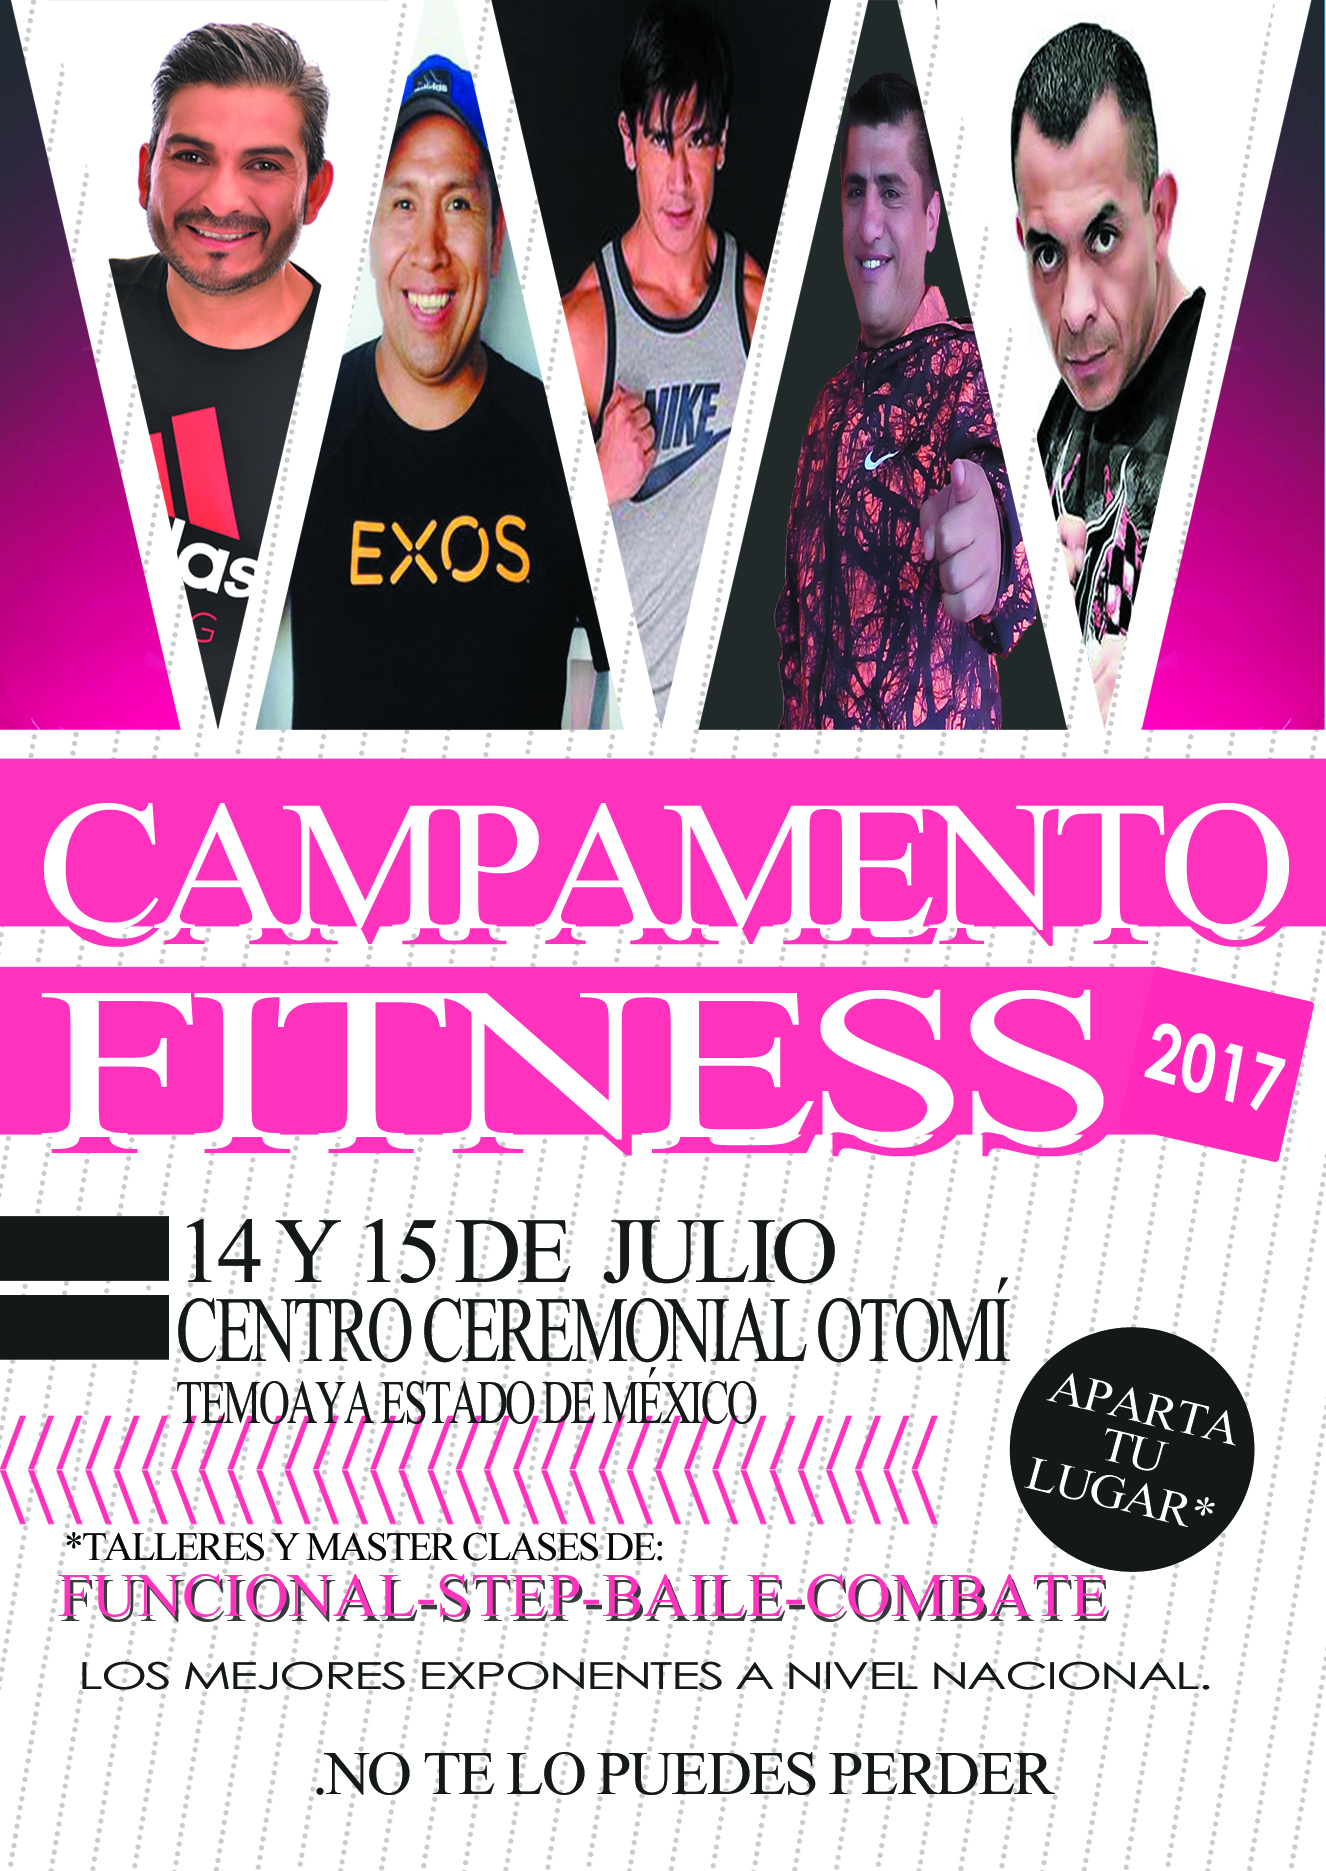 adidas
EXOS
NIKE
CAMPAMENTO
FITNESS
2017
14 Y 15 DE JULIO
CENTRO CEREMONIAL OTOMÍ
TEMOAYA ESTADO DE MÉXICO
APARTA
TU
LUGAR*
*TALLERES Y MASTER CLASES DE:
FUNCIONAL-STEP-BAILE-COMBATE
LOS MEJORES EXPONENTES A NIVEL NACIONAL.
.NO TE LO PUEDES PERDER